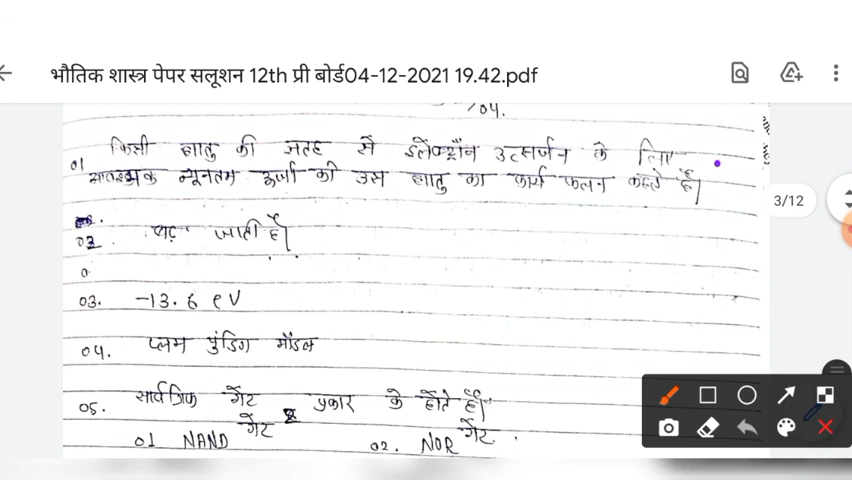 भौतिक शास्त्र पेपर सलूशन 12th प्री बोर्ड04-12-2021 19.42.pdf
/04.
01 किसी धातु की सतह से इलेक्ट्रॉन उत्सर्जन के लिए
आवश्यक न्यूनतम ऊर्जा को उस धातु का कार्य फलन कहते है।
3/12
02. जाती है।
03. -13.6 eV
04. प्लम पुंडिग मॉडल
05. सार्वत्रिक गेट 2 प्रकार के होते है।
01 NAND गेट 02. NOR गेट.